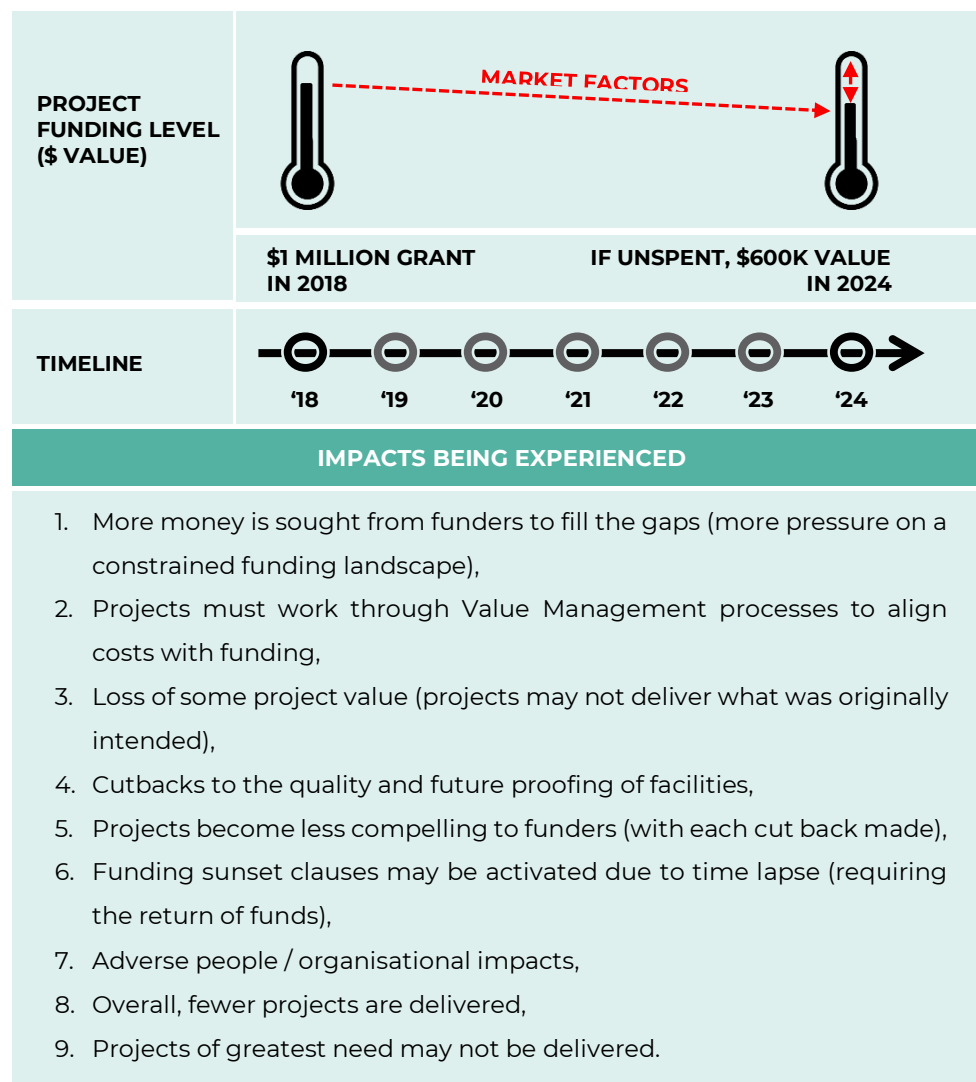 PROJECT
FUNDING LEVEL
($ VALUE)
MARKET FACTORS
$1 MILLION GRANT
IN 2018
IF UNSPENT, $600K VALUE
IN 2024
TIMELINE
‘18 ‘19 ‘20 ‘21 ‘22 ‘23 ‘24
IMPACTS BEING EXPERIENCED
1. More money is sought from funders to fill the gaps (more pressure on a
constrained funding landscape),
2. Projects must work through Value Management processes to align
costs with funding,
3. Loss of some project value (projects may not deliver what was originally
intended),
4. Cutbacks to the quality and future proofing of facilities,
5. Projects become less compelling to funders (with each cut back made),
6. Funding sunset clauses may be activated due to time lapse (requiring
the return of funds),
7. Adverse people / organisational impacts,
8. Overall, fewer projects are delivered,
9. Projects of greatest need may not be delivered.